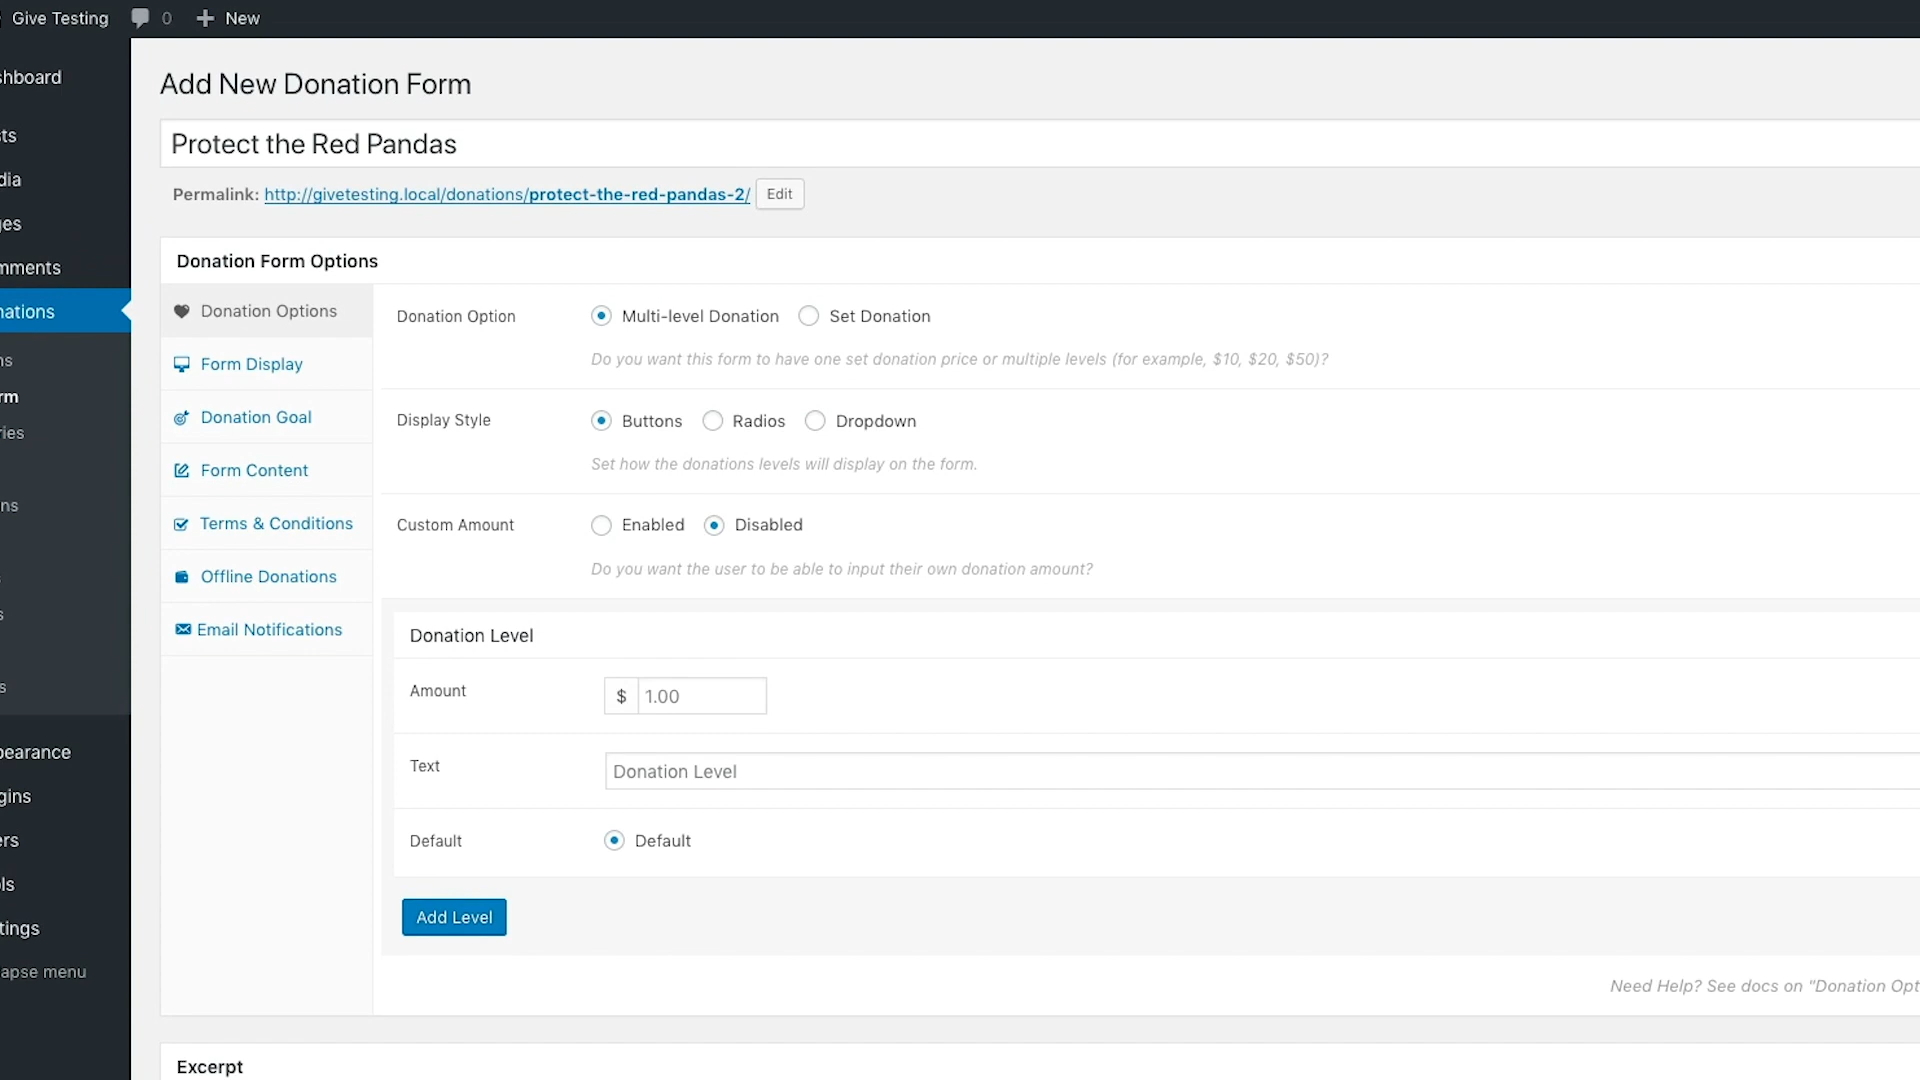 Give Testing 0 + New
hboard
ts
dia
ges
mments
nations
ns
rm
ries
ns
s
s
pearance
gins
ers
ls
tings
apse menu
Add New Donation Form
Protect the Red Pandas
Permalink: http://givetesting.local/donations/protect-the-red-pandas-2/ Edit
Donation Form Options
Donation Options
Form Display
Donation Goal
Form Content
Terms & Conditions
Offline Donations
Email Notifications
Donation Option Multi-level Donation Set Donation
Do you want this form to have one set donation price or multiple levels (for example, $10, $20, $50)?
Display Style Buttons Radios Dropdown
Set how the donations levels will display on the form.
Custom Amount Enabled Disabled
Do you want the user to be able to input their own donation amount?
Donation Level
Amount $ 1.00
Text Donation Level
Default Default
Add Level
Need Help? See docs on "Donation Opt
Excerpt